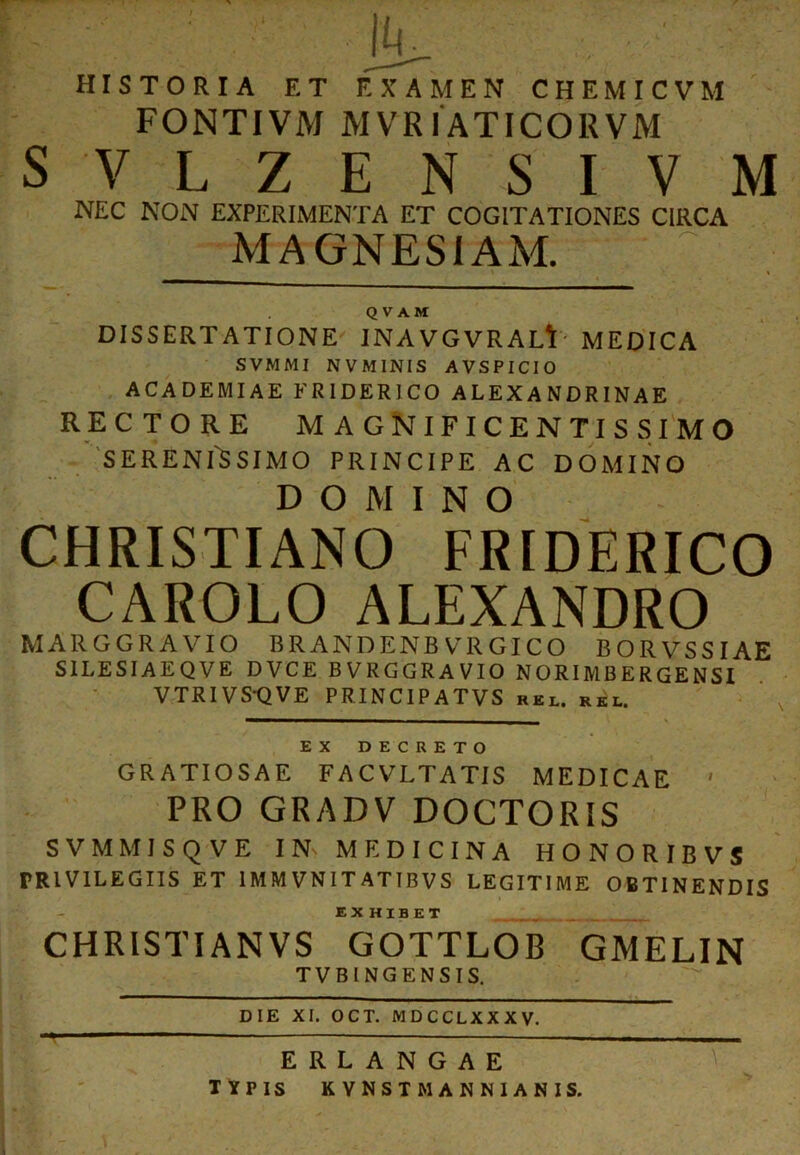 14.
HISTORIA ET EXAMEN CHEMICVM
FONTIVM MVRIATICORVM
SVLZENSIVM
NEC NON EXPERIMENTA ET COGITATIONES CIRCA
MAGNESIAM.
QVAM
DISSERTATIONE INAVGVRALI MEDICA
SVMMI NVMINIS AVSPICIO
ACADEMIAE FRIDERICO ALEXANDRINAE
RECTORE MAGNIFICENTISSIMO
SERENISSIMO PRINCIPE AC DOMINO
DOMINO
CHRISTIANO FRIDERICO
CAROLO ALEXANDRO
MARGGRAVIO BRANDENBVRGICO BORVSSIAE
SILESIAEQVE DVCE BVRGGRAVIO NORIMBERGENSI
VTRIVSQVE PRINCIPATVS REL. REL.
EX DECRETO
GRATIOSAE FACVLTATIS MEDICAE
PRO GRADV DOCTORIS
SVMMISQVE IN MEDICINA HONORIBVS
PRIVILEGIIS ET IMMVNITATIBVS LEGITIME OBTINENDIS
EXHIBET
CHRISTIANVS GOTTLOB GMELIN
TVBINGENSIS.
DIE XI. OCT. MDCCLXXXV.
ERLANGAE
TYPIS KVNSTMANNIANIS.